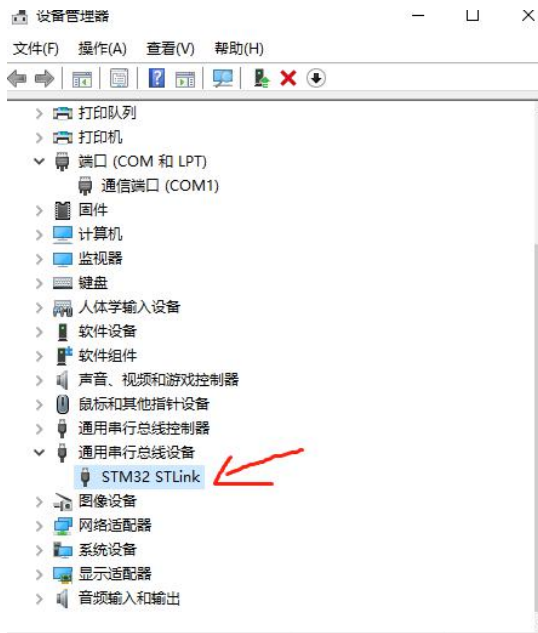 设备管理器
文件(F) 操作(A) 查看(V) 帮助(H)
打印队列
打印机
端口 (COM 和 LPT)
通信端口 (COM1)
固件
计算机
监视器
键盘
人体学输入设备
软件设备
软件组件
声音、视频和游戏控制器
鼠标和其他指针设备
通用串行总线控制器
通用串行总线设备
STM32 STLink
图像设备
网络适配器
系统设备
显示适配器
音频输入和输出